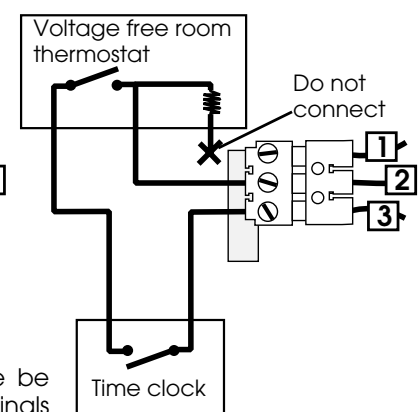 Voltage free room
thermostat
Do not
connect
1
2
3
Time clock
be
inals